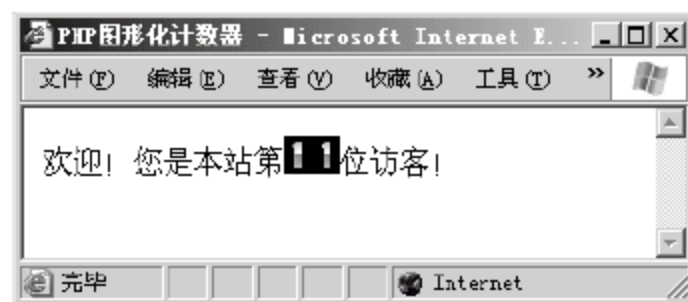 PHP图形化计数器 - Microsoft Internet E...
文件(F) 编辑(E) 查看(V) 收藏(A) 工具(T) »
欢迎! 您是本站第11位访客!
完毕 Internet